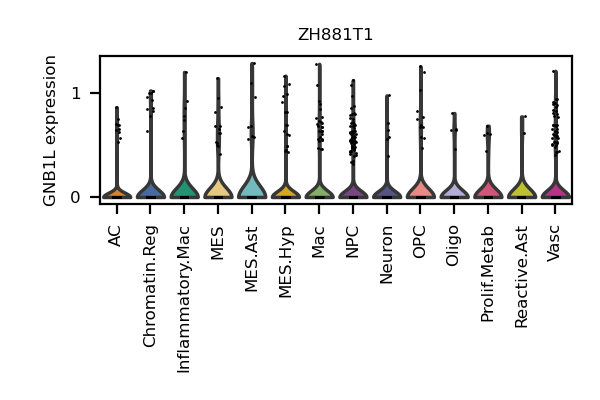 ZH881T1
GNB1L expression
1
0
AC
Chromatin.Reg
Inflammatory.Mac
MES
MES.Ast
MES.Hyp
Mac
NPC
Neuron
OPC
Oligo
Prolif.Metab
Reactive.Ast
Vasc